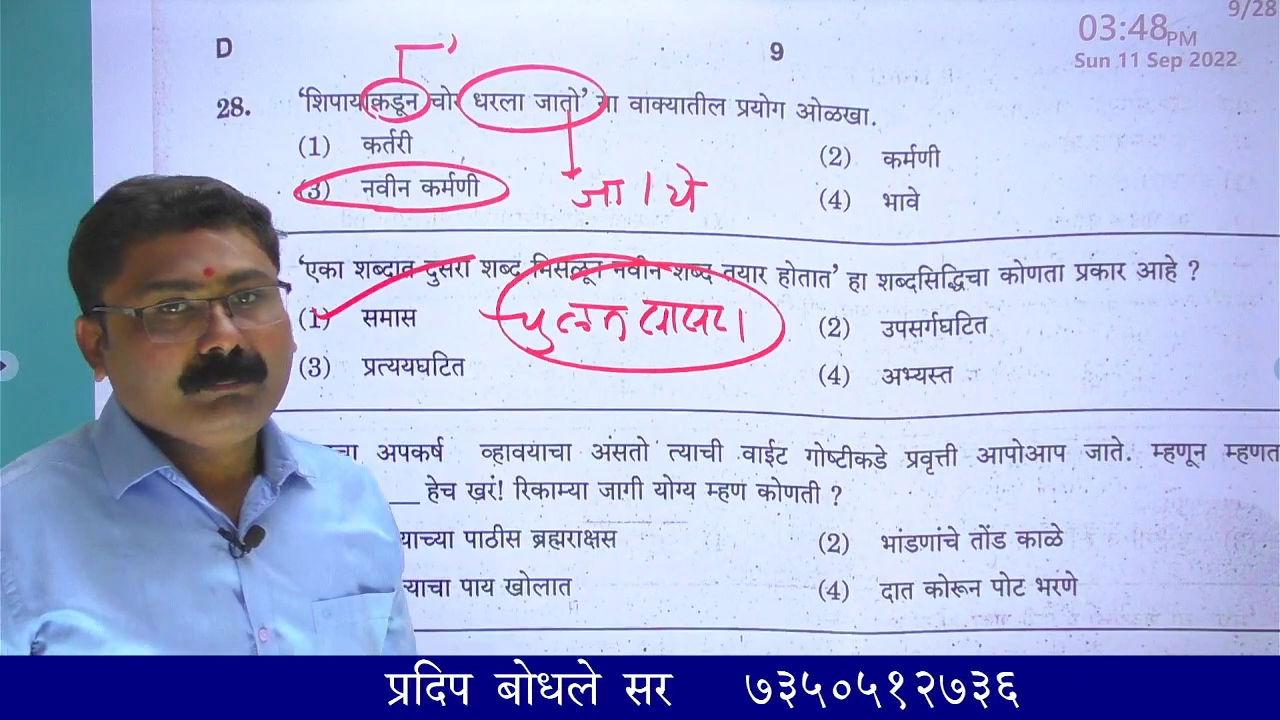 9/28
03:48PM
Sun 11 Sep 2022
D 9
28. 'शिपायाकडून चोर धरला जातो' या वाक्यातील प्रयोग ओळखा.
(1) कर्तरी (2) कर्मणी
(3) नवीन कर्मणी (4) भावे
जा / ये
'एका शब्दात दुसरा शब्द मिसळून नवीन शब्द तयार होतात' हा शब्दसिद्धिचा कोणता प्रकार आहे ?
(1) समास (2) उपसर्गघटित
(3) प्रत्ययघटित (4) अभ्यस्त
चा अपकर्ष व्हावयाचा अंसतो त्याची वाईट गोष्टीकडे प्रवृत्ती आपोआप जाते. म्हणून म्हणत
___ हेच खरं! रिकाम्या जागी योग्य म्हण कोणती ?
याच्या पाठीस ब्रह्मराक्षस (2) भांडणांचे तोंड काळे
याचा पाय खोलात (4) दात कोरून पोट भरणे
प्रदिप बोधले सर ७३५०५१२७३६